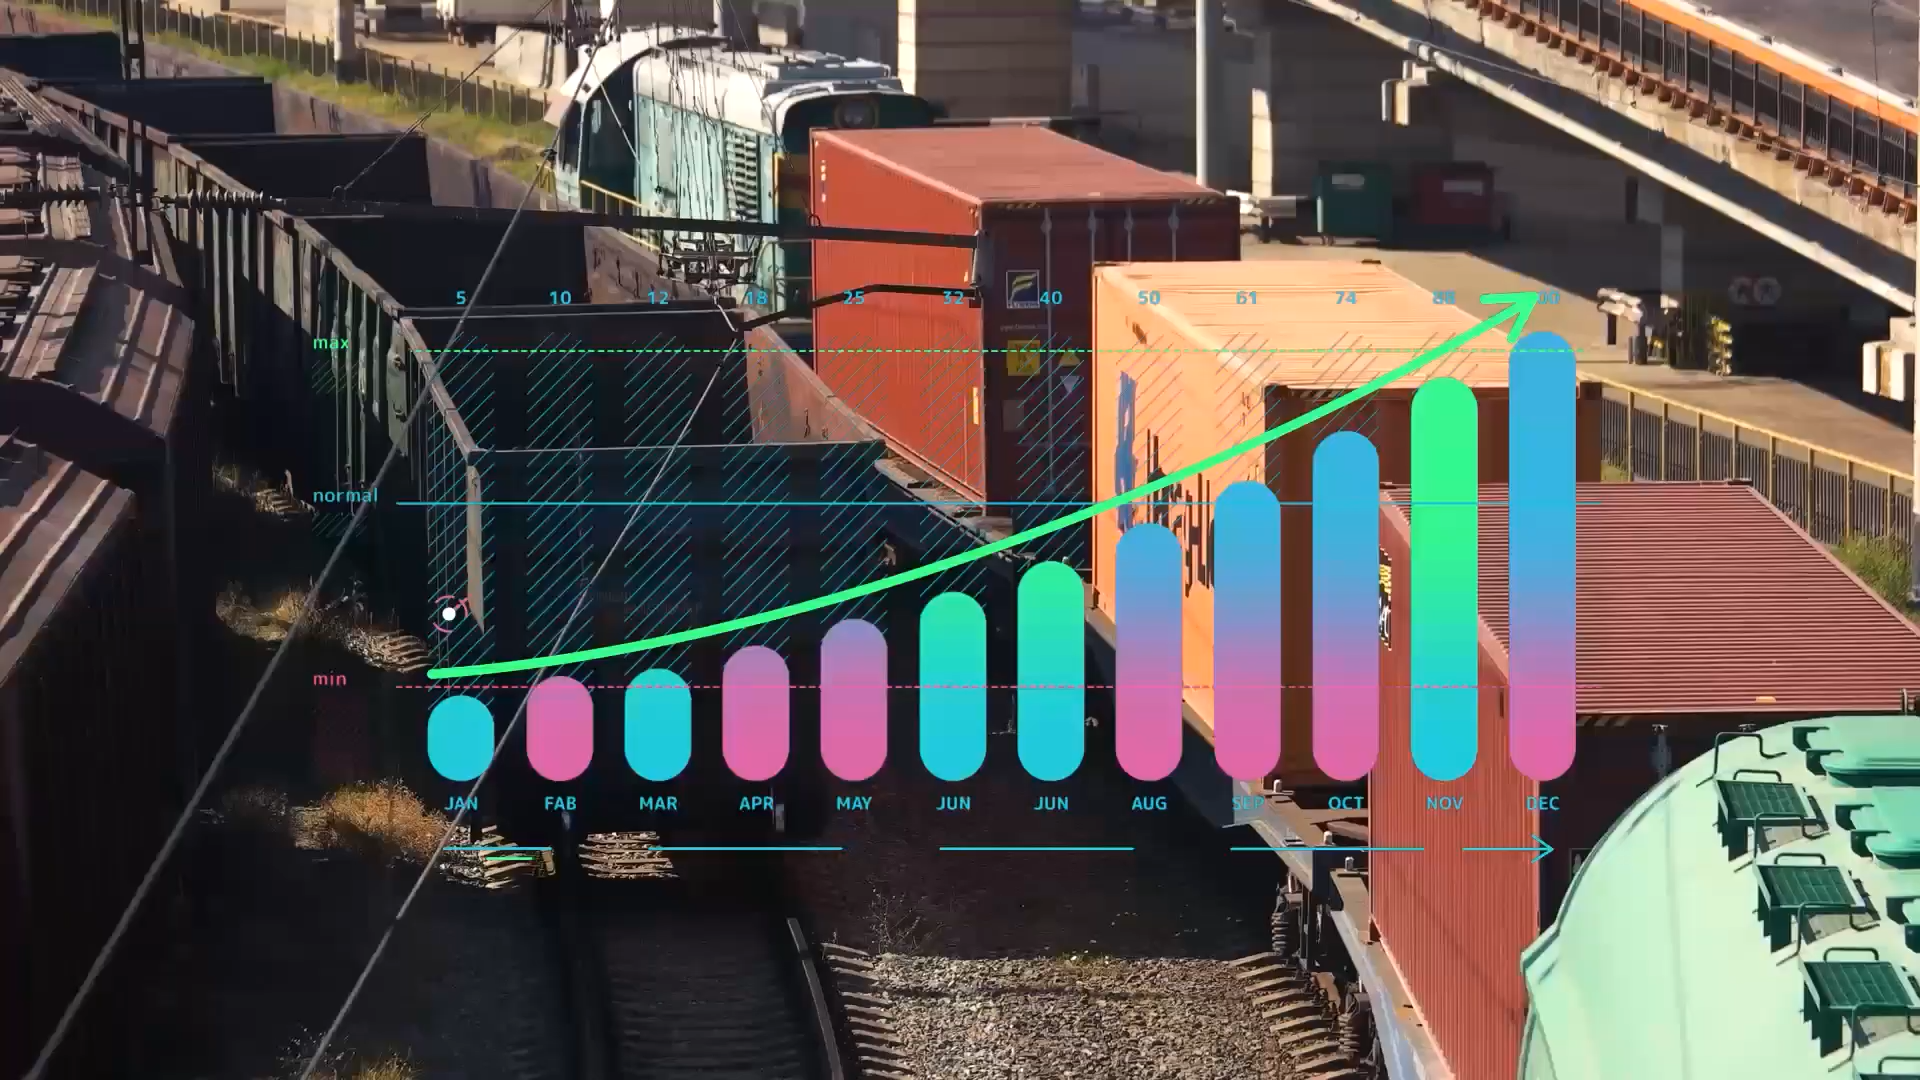 5 10 12 18 25 32 40 50 61 74 88
max
normal
min
JAN FAB MAR APR MAY JUN JUN AUG SEP OCT NOV DEC